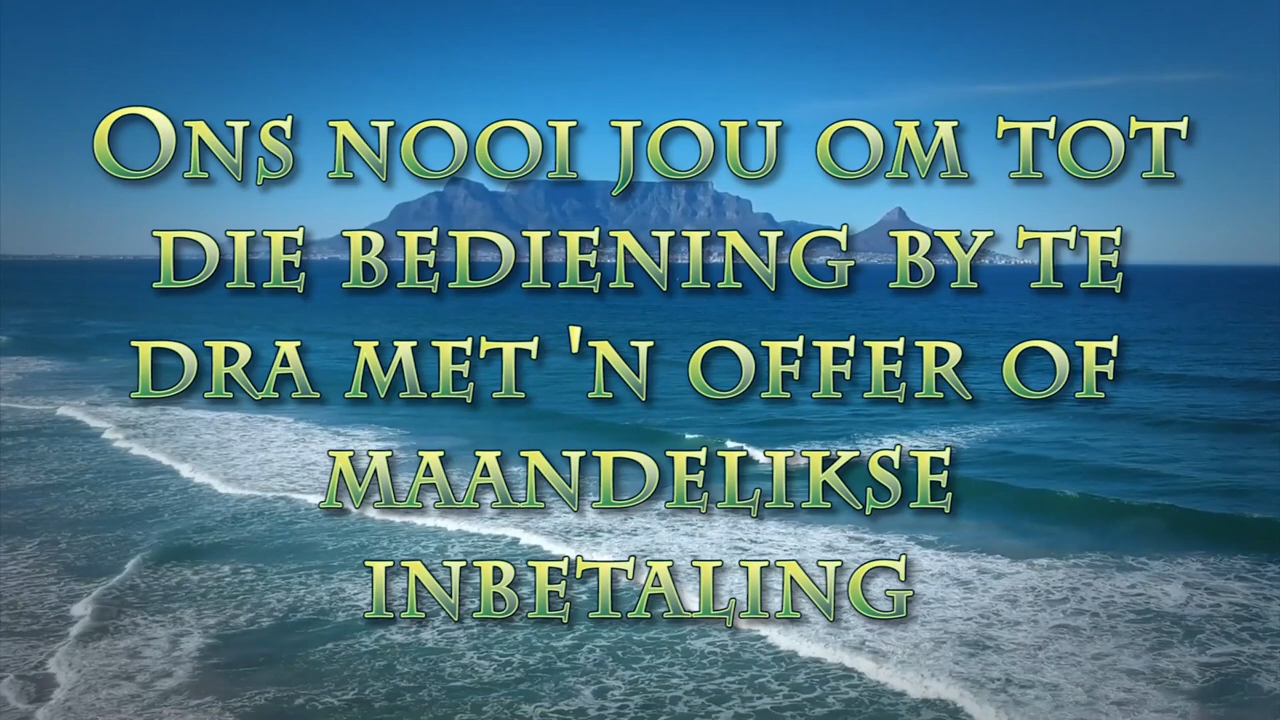 Ons nooi jou om tot
die bediening by te
dra met 'n offer of
maandelikse
inbetaling